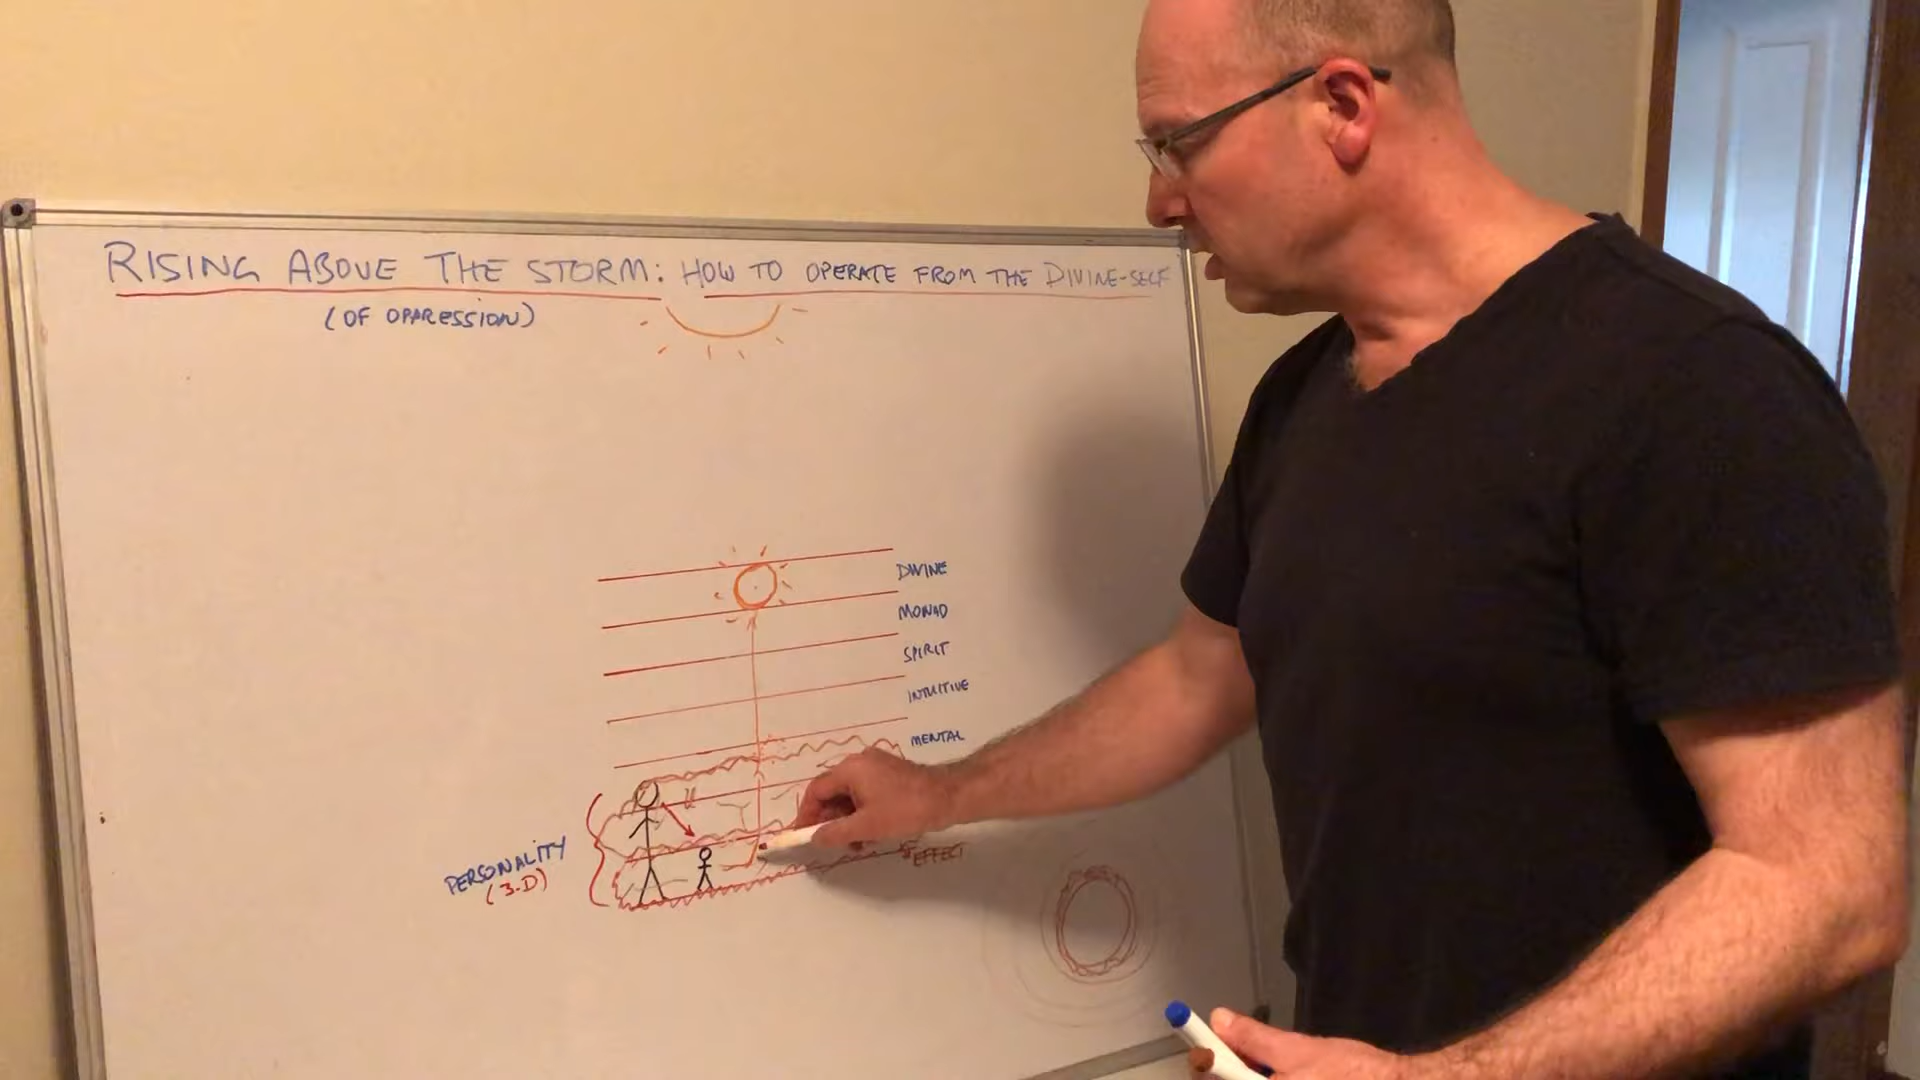 RISING ABOVE THE STORM: HOW TO OPERATE FROM THE DIVINE-SELF
(OF OPPRESSION)
DIVINE
MONAD
SPIRIT
INTUITIVE
MENTAL
PERSONALITY
(3-D)
EFFECT